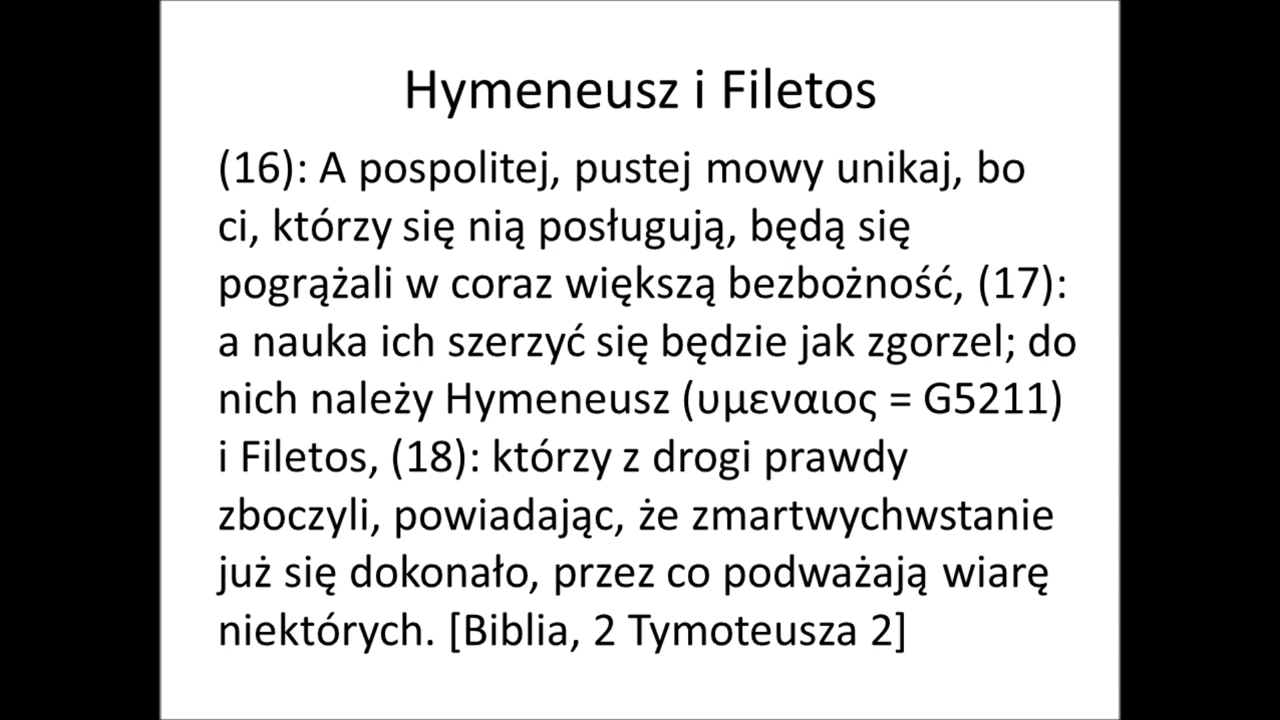 Hymeneusz i Filetos
(16): A pospolitej, pustej mowy unikaj, bo
ci, którzy się nią posługują, będą się
pogrążali w coraz większą bezbożność, (17):
a nauka ich szerzyć się będzie jak zgorzel; do
nich należy Hymeneusz (υμεναιος = G5211)
i Filetos, (18): którzy z drogi prawdy
zboczyli, powiadając, że zmartwychwstanie
już się dokonało, przez co podważają wiarę
niektórych. [Biblia, 2 Tymoteusza 2]